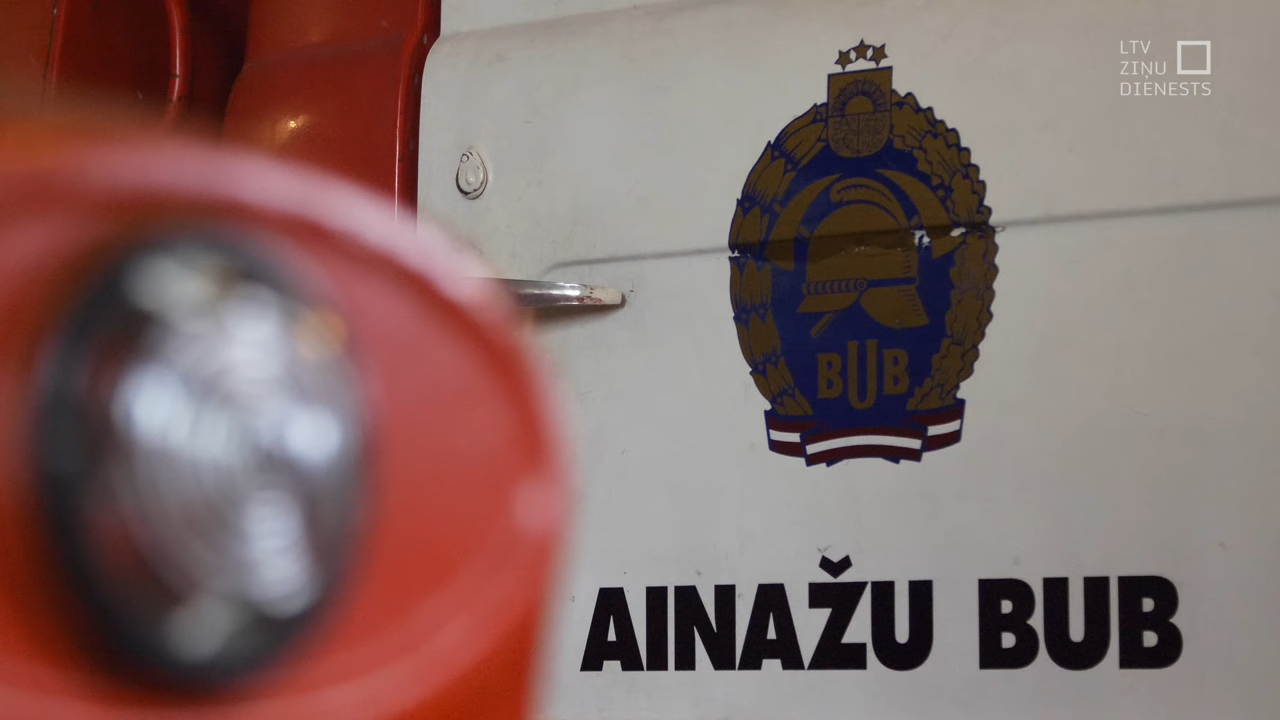 LTV
ZIŅU
DIENESTS
BUB
AINAŽU BUB